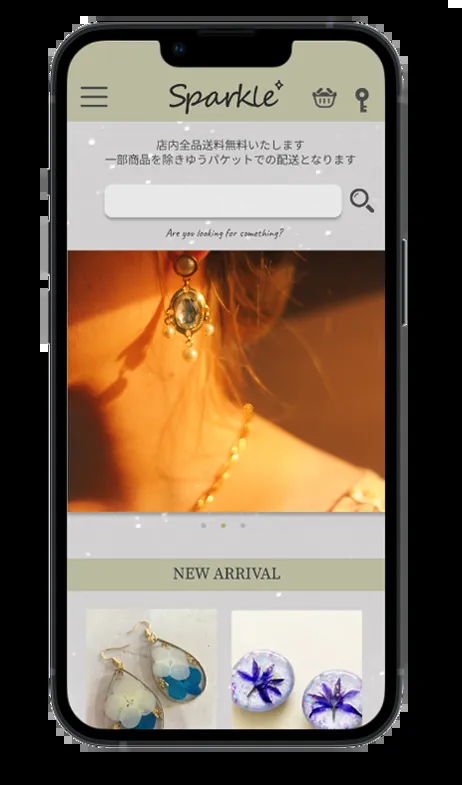 Sparkle
店内全品送料無料いたします
一部商品を除きゆうパケットでの配送となります
Are you looking for something?
NEW ARRIVAL